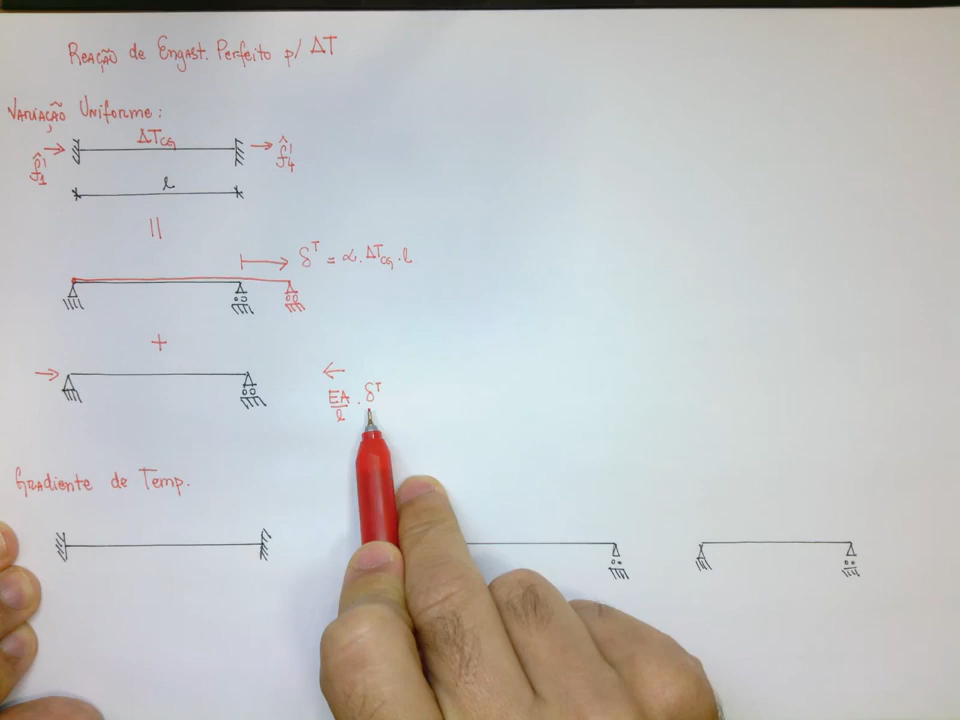 REAÇÃO de Engast. Perfeito p/ ΔT
VARIAÇÃO Uniforme:
ΔTCG
f̂'1
f̂'4
l
||
δᵀ = α . ΔTCG . l
+
EA/l . δᵀ
GRADiente de Temp.